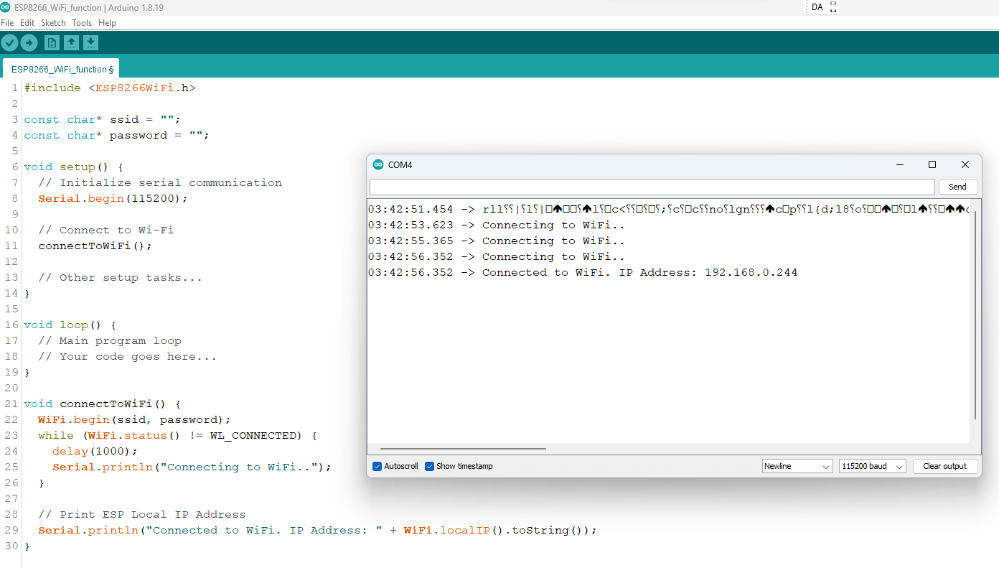 ESP8266_WiFi_function | Arduino 1.8.19
DA
File Edit Sketch Tools Help
ESP8266_WiFi_function §
1 #include <ESP8266WiFi.h>
2
3 const char* ssid = "";
4 const char* password = "";
5
6 void setup() {
7 // Initialize serial communication
8 Serial.begin(115200);
9
10 // Connect to Wi-Fi
11 connectToWiFi();
12
13 // Other setup tasks...
14 }
15
16 void loop() {
17 // Main program loop
18 // Your code goes here...
19 }
20
21 void connectToWiFi() {
22 WiFi.begin(ssid, password);
23 while (WiFi.status() != WL_CONNECTED) {
24 delay(1000);
25 Serial.println("Connecting to WiFi..");
26 }
27
28 // Print ESP Local IP Address
29 Serial.println("Connected to WiFi. IP Address: " + WiFi.localIP().toString());
30 }
COM4
Send
03:42:51.454 ->
03:42:53.623 -> Connecting to WiFi..
03:42:55.365 -> Connecting to WiFi..
03:42:56.352 -> Connecting to WiFi..
03:42:56.352 -> Connected to WiFi. IP Address: 192.168.0.244
Autoscroll Show timestamp Newline 115200 baud Clear output